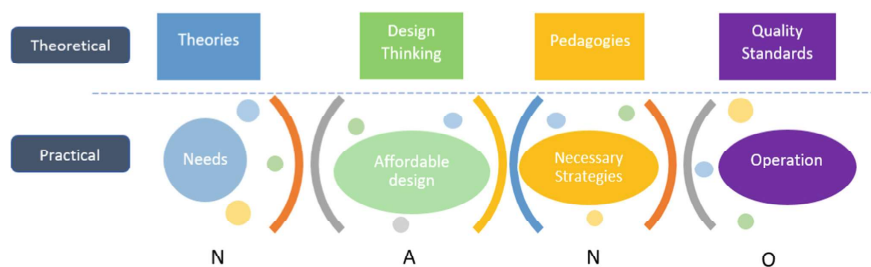 Theoretical
Theories
Design
Thinking
Pedagogies
Quality
Standards
Practical
Needs
Affordable
design
Necessary
Strategies
Operation
N
A
N
O